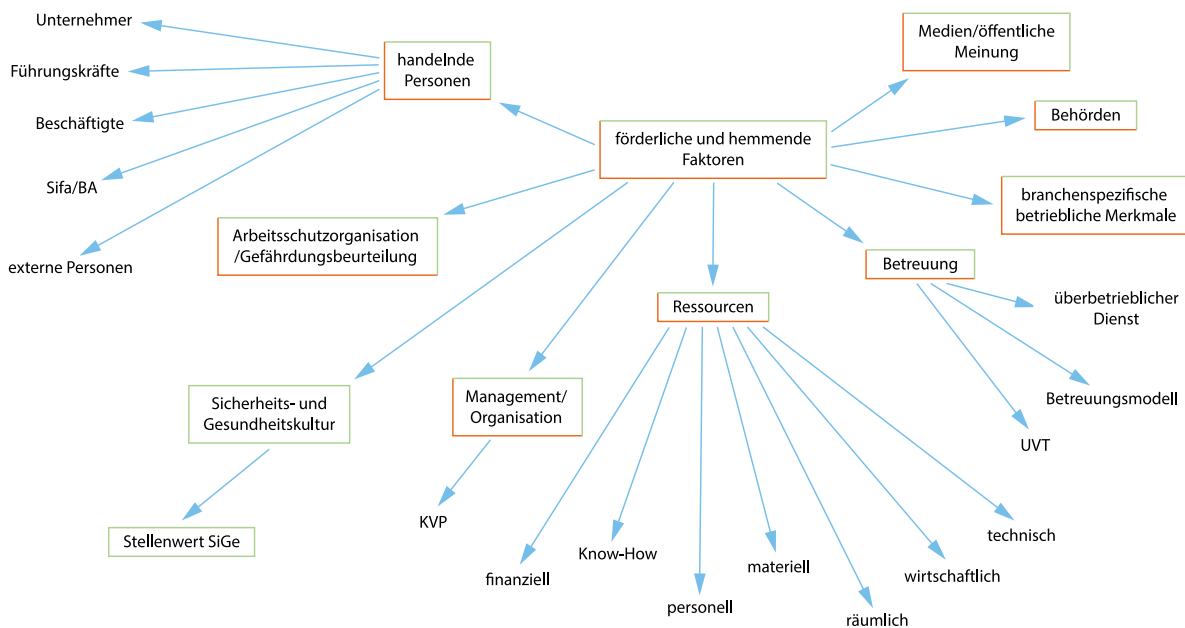 Unternehmer
Führungskräfte
Beschäftigte
Sifa/BA
externe Personen
handelnde
Personen
Medien/öffentliche
Meinung
Behörden
förderliche und hemmende
Faktoren
branchenspezifische
betriebliche Merkmale
Arbeitsschutzorganisation
/Gefährdungsbeurteilung
Betreuung
überbetrieblicher
Dienst
Betreuungsmodell
UVT
Ressourcen
Sicherheits- und
Gesundheitskultur
Management/
Organisation
Stellenwert SiGe
KVP
finanziell
Know-How
personell
materiell
räumlich
wirtschaftlich
technisch